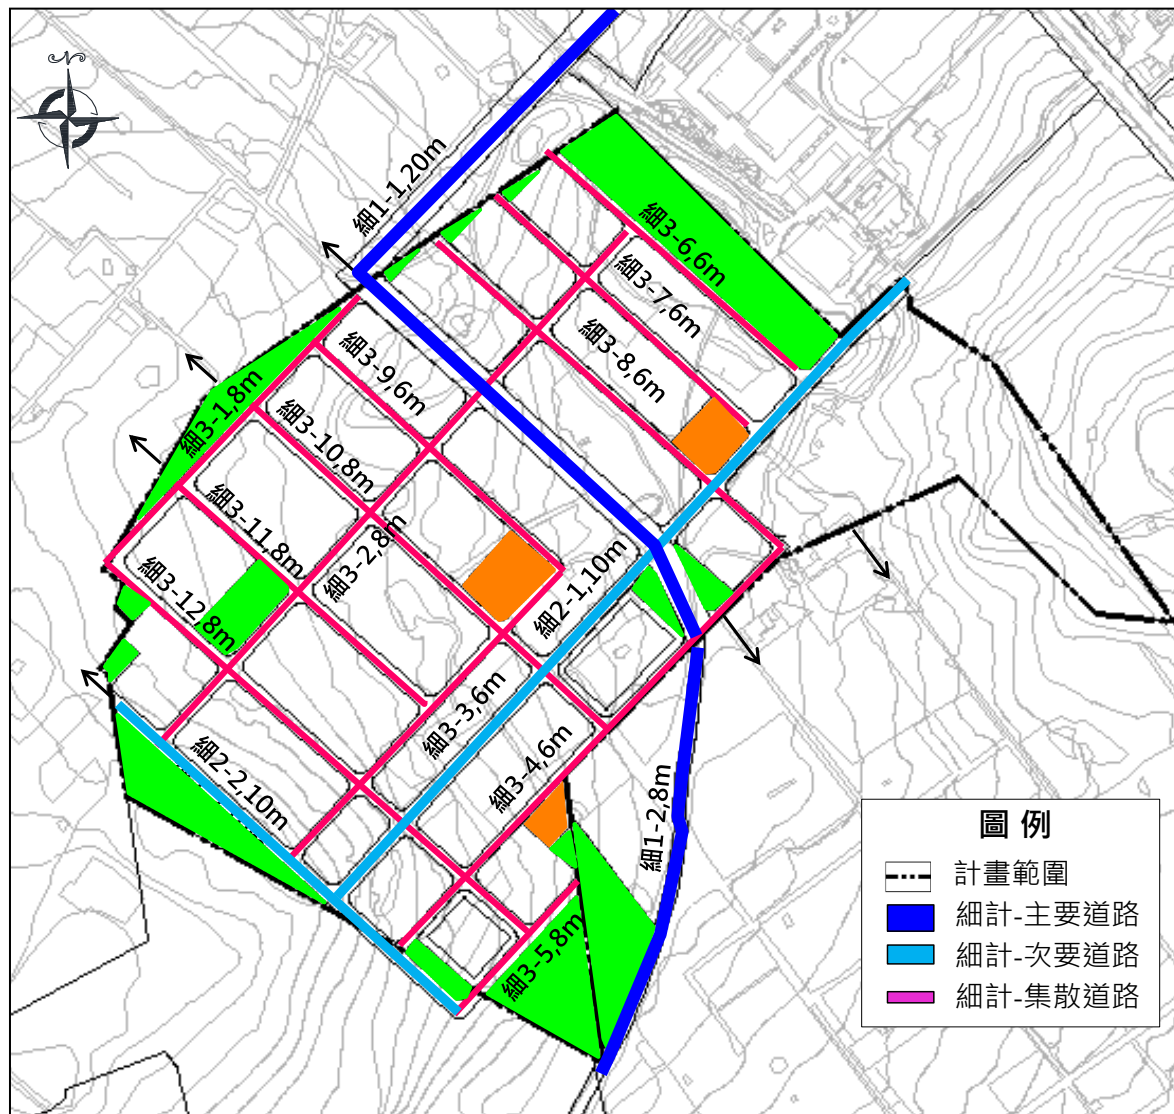 細1-1,20m
細3-6,6m
細3-7,6m
細3-8,6m
細3-9,6m
細3-1,8m
細3-10,8m
細3-11,8m
細3-2,8m
細3-12,8m
細2-1,10m
細3-3,6m
細3-4,6m
細2-2,10m
細1-2,8m
細3-5,8m
圖例
計畫範圍
細計-主要道路
細計-次要道路
細計-集散道路